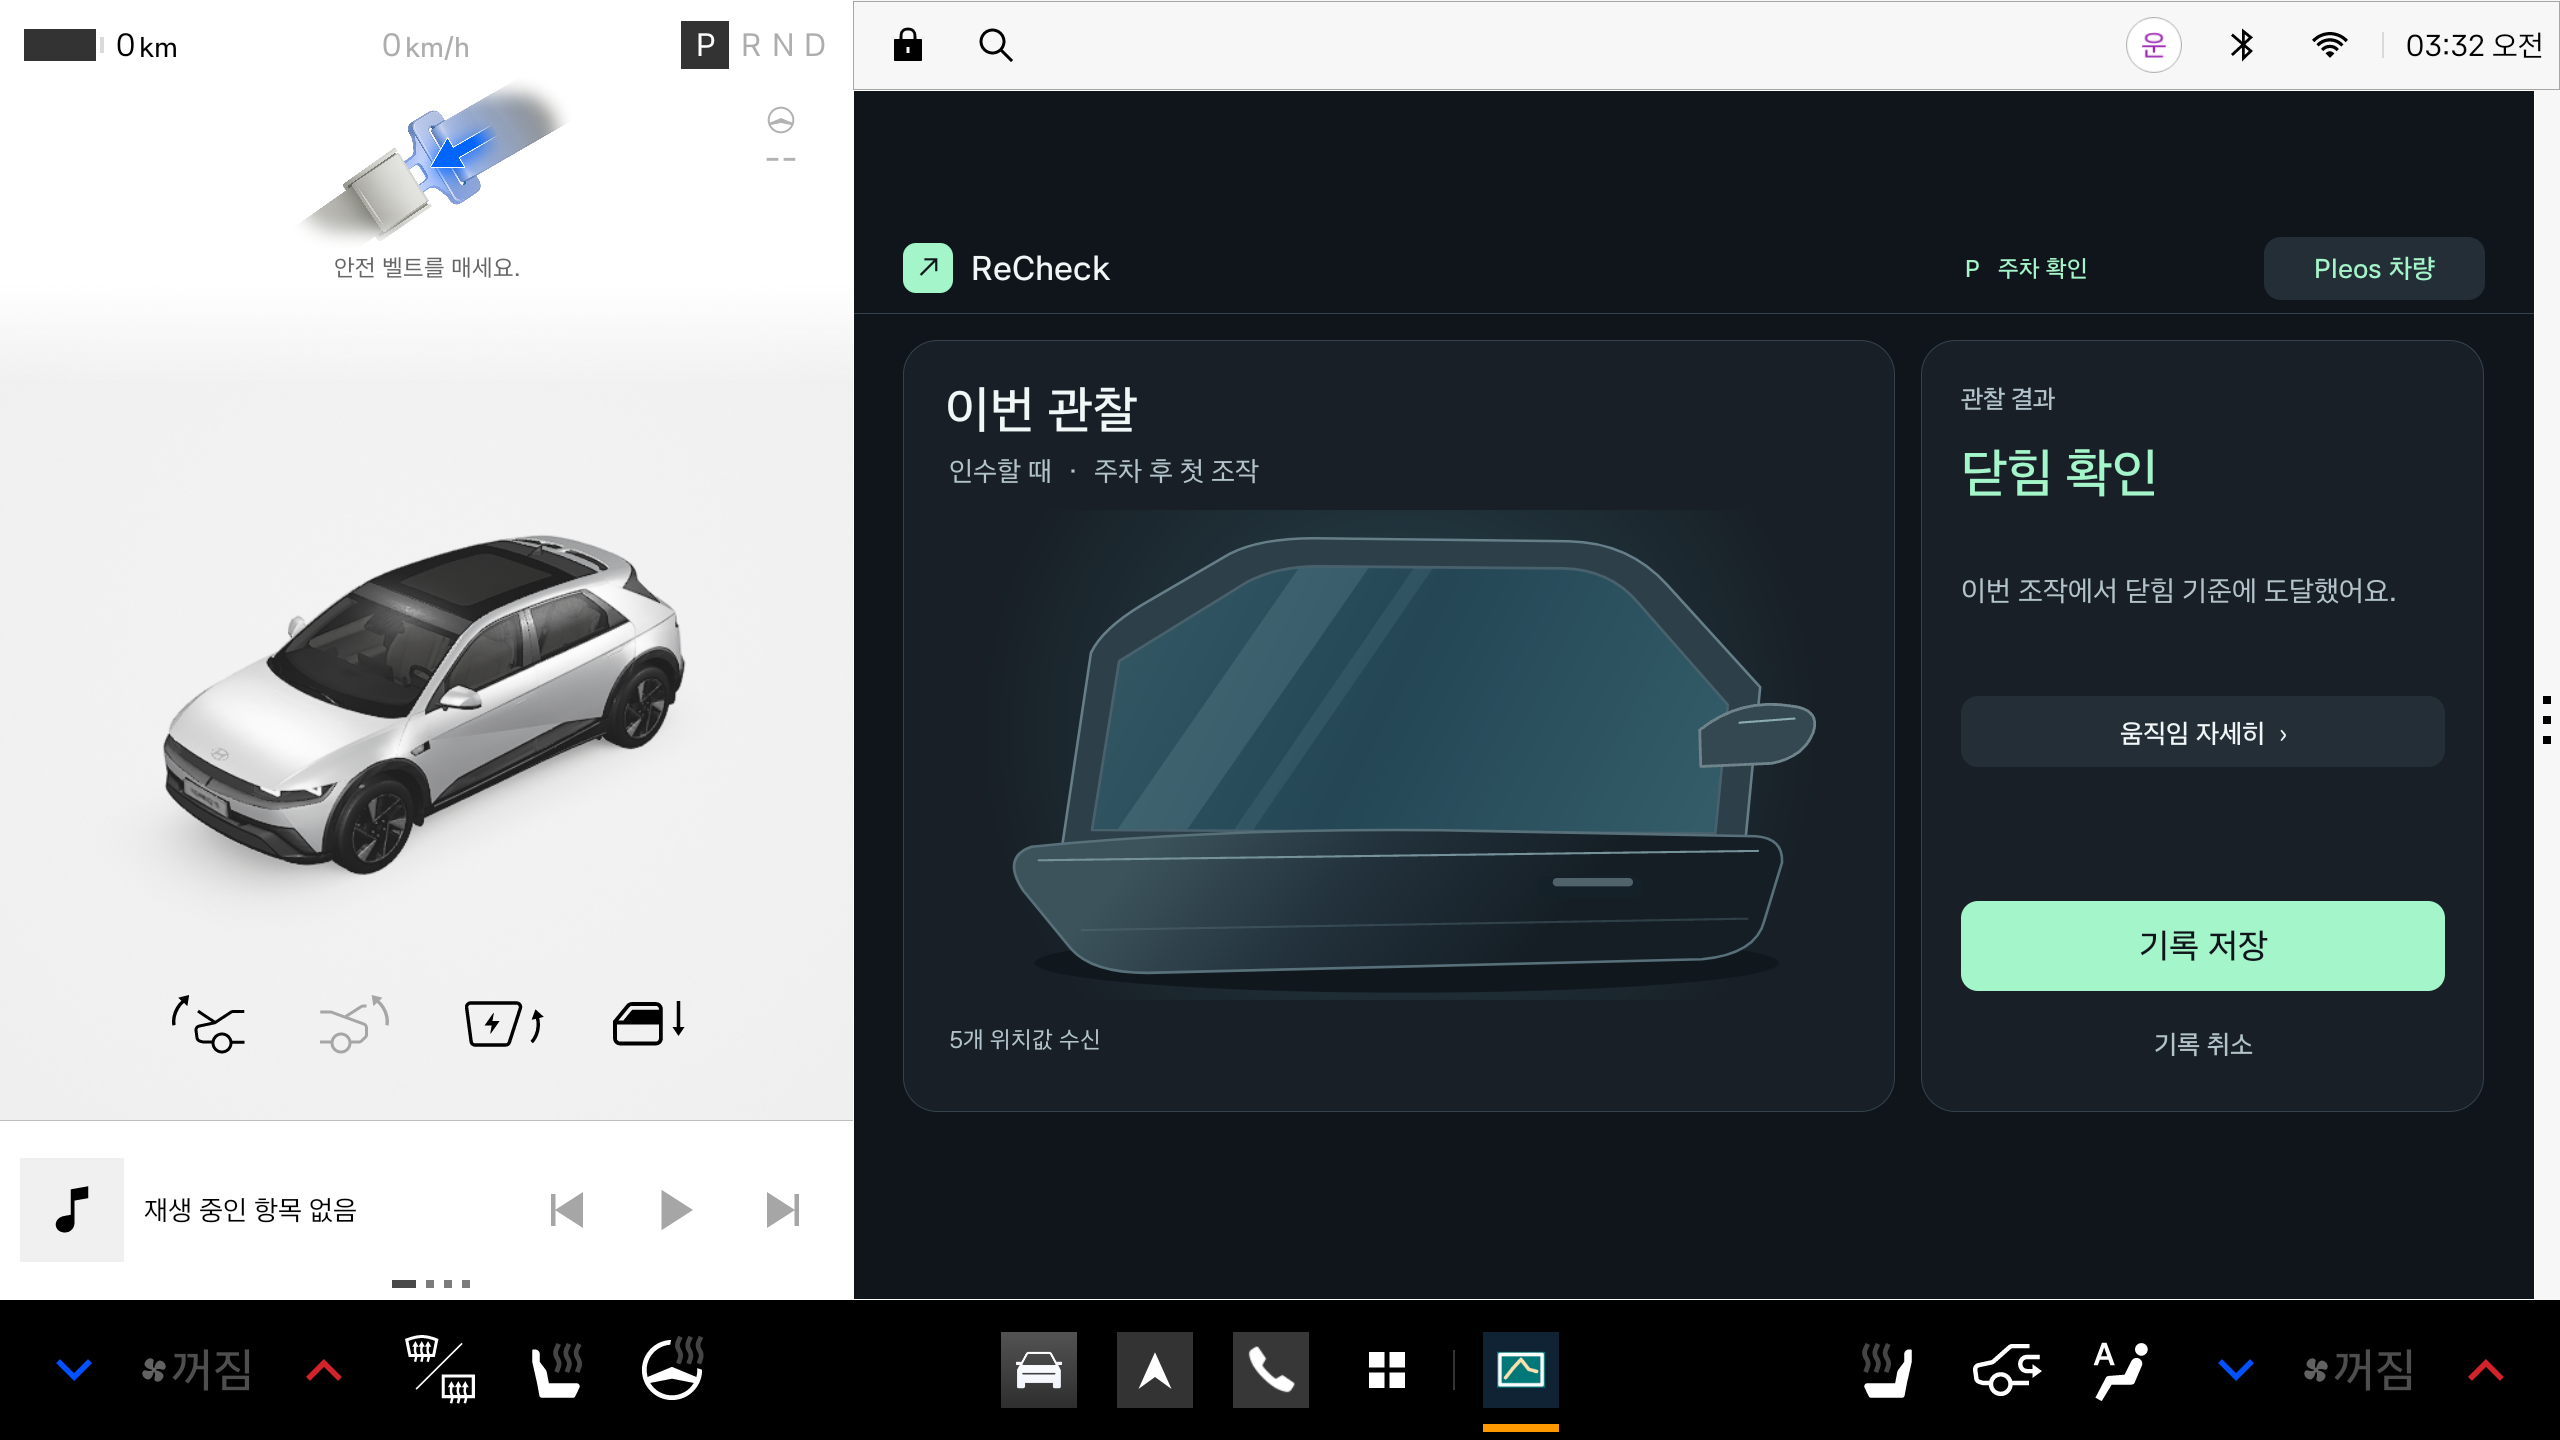 0 km
0 km/h
P R N D
안전 벨트를 매세요.
재생 중인 항목 없음
운
03:32 오전
ReCheck
P 주차 확인
Pleos 차량
이번 관찰
인수할 때 · 주차 후 첫 조작
5개 위치값 수신
관찰 결과
닫힘 확인
이번 조작에서 닫힘 기준에 도달했어요.
움직임 자세히 ›
기록 저장
기록 취소
꺼짐
A
꺼짐